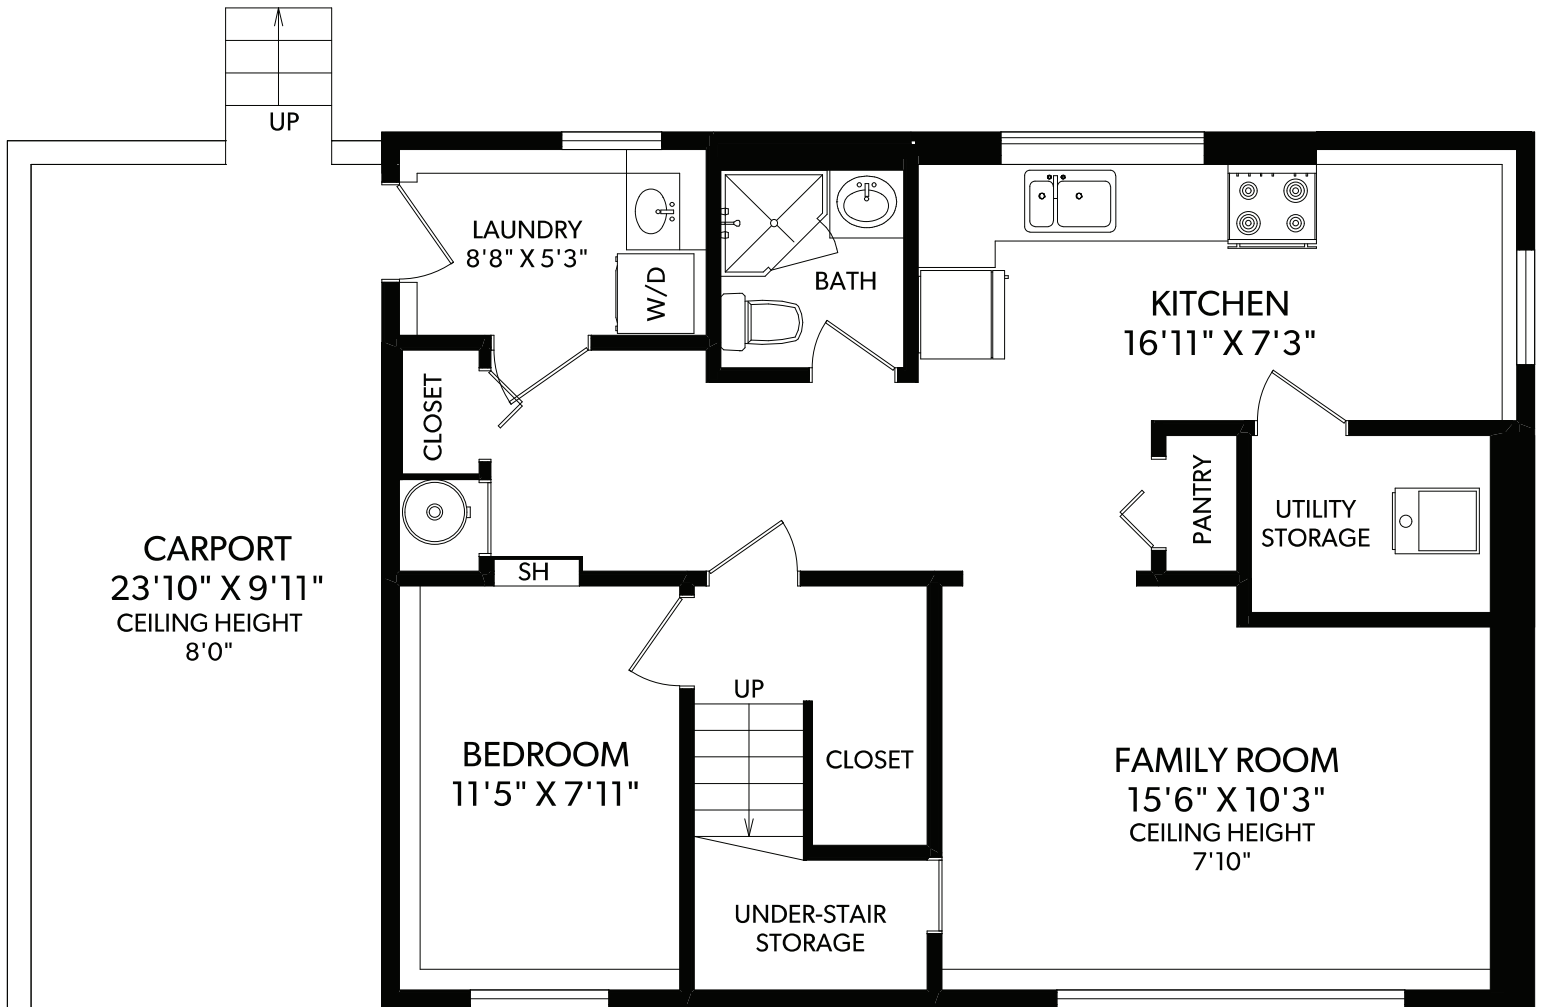 UP
LAUNDRY
8'8" X 5'3"
W/D
BATH
KITCHEN
16'11" X 7'3"
CLOSET
PANTRY
UTILITY
STORAGE
CARPORT
23'10" X 9'11"
CEILING HEIGHT
8'0"
SH
UP
BEDROOM
11'5" X 7'11"
CLOSET
FAMILY ROOM
15'6" X 10'3"
CEILING HEIGHT
7'10"
UNDER-STAIR
STORAGE